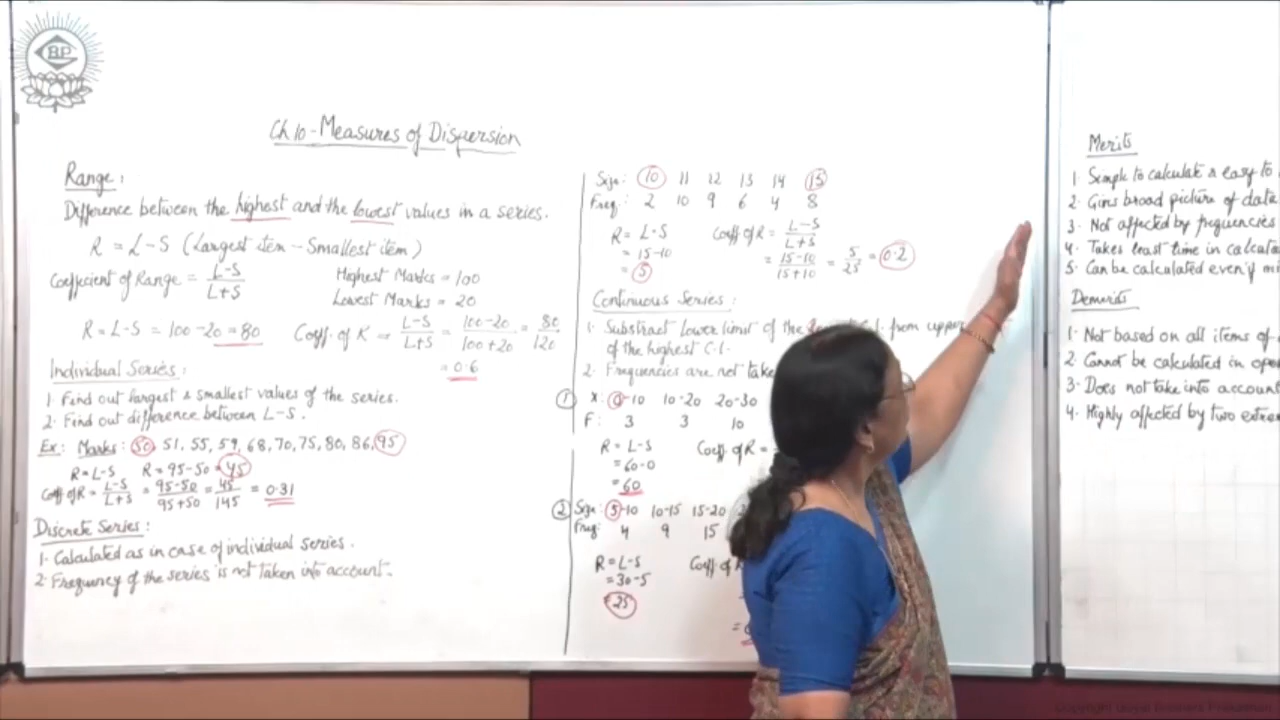 GBP
Ch 10 - Measures of Dispersion
Range :
Difference between the highest and the lowest values in a series.
R = L-S (Largest item - Smallest item)
Coefficient of Range = L-S / L+S
Highest Marks = 100
Lowest Marks = 20
R = L-S = 100-20 = 80
Coeff. of R = L-S / L+S = 100-20 / 100+20 = 80 / 120
= 0.6
Individual Series :
1. Find out largest & smallest values of the series.
2. Find out difference between L-S.
Ex: Marks : 50, 51, 55, 59, 68, 70, 75, 80, 86, 95
R = L-S R = 95-50 = 45
Coeff. of R = L-S / L+S = 95-50 / 95+50 = 45 / 145 = 0.31
Discrete Series :
1. Calculated as in case of individual series.
2. Frequency of the series is not taken into account.
Size: 10 11 12 13 14 15
Freq: 2 10 9 6 4 8
R = L-S
= 15-10
= 5
Coeff of R = L-S / L+S
= 15-10 / 15+10 = 5 / 25 = 0.2
Continuous Series :
1. Substract lower limit of the C.I. from upper
of the highest C.I.
2. Frequencies are not
1 X: 0-10 10-20 20-30
F: 3 3 10
R = L-S
= 60-0
= 60
Coeff. of R =
2 Size: 5-10 10-15 15-20
Freq: 4 9 15
R = L-S
= 30-5
= 25
Coeff. of
=
Merits
1. Simple to calculate & easy to
2. Gives broad picture of data
3. Not affected by frequencies
4. Takes least time in
5. Can be calculated even if
Demerits
1. Not based on all items of
2. Cannot be calculated in
3. Does not take into account
4. Highly affected by two